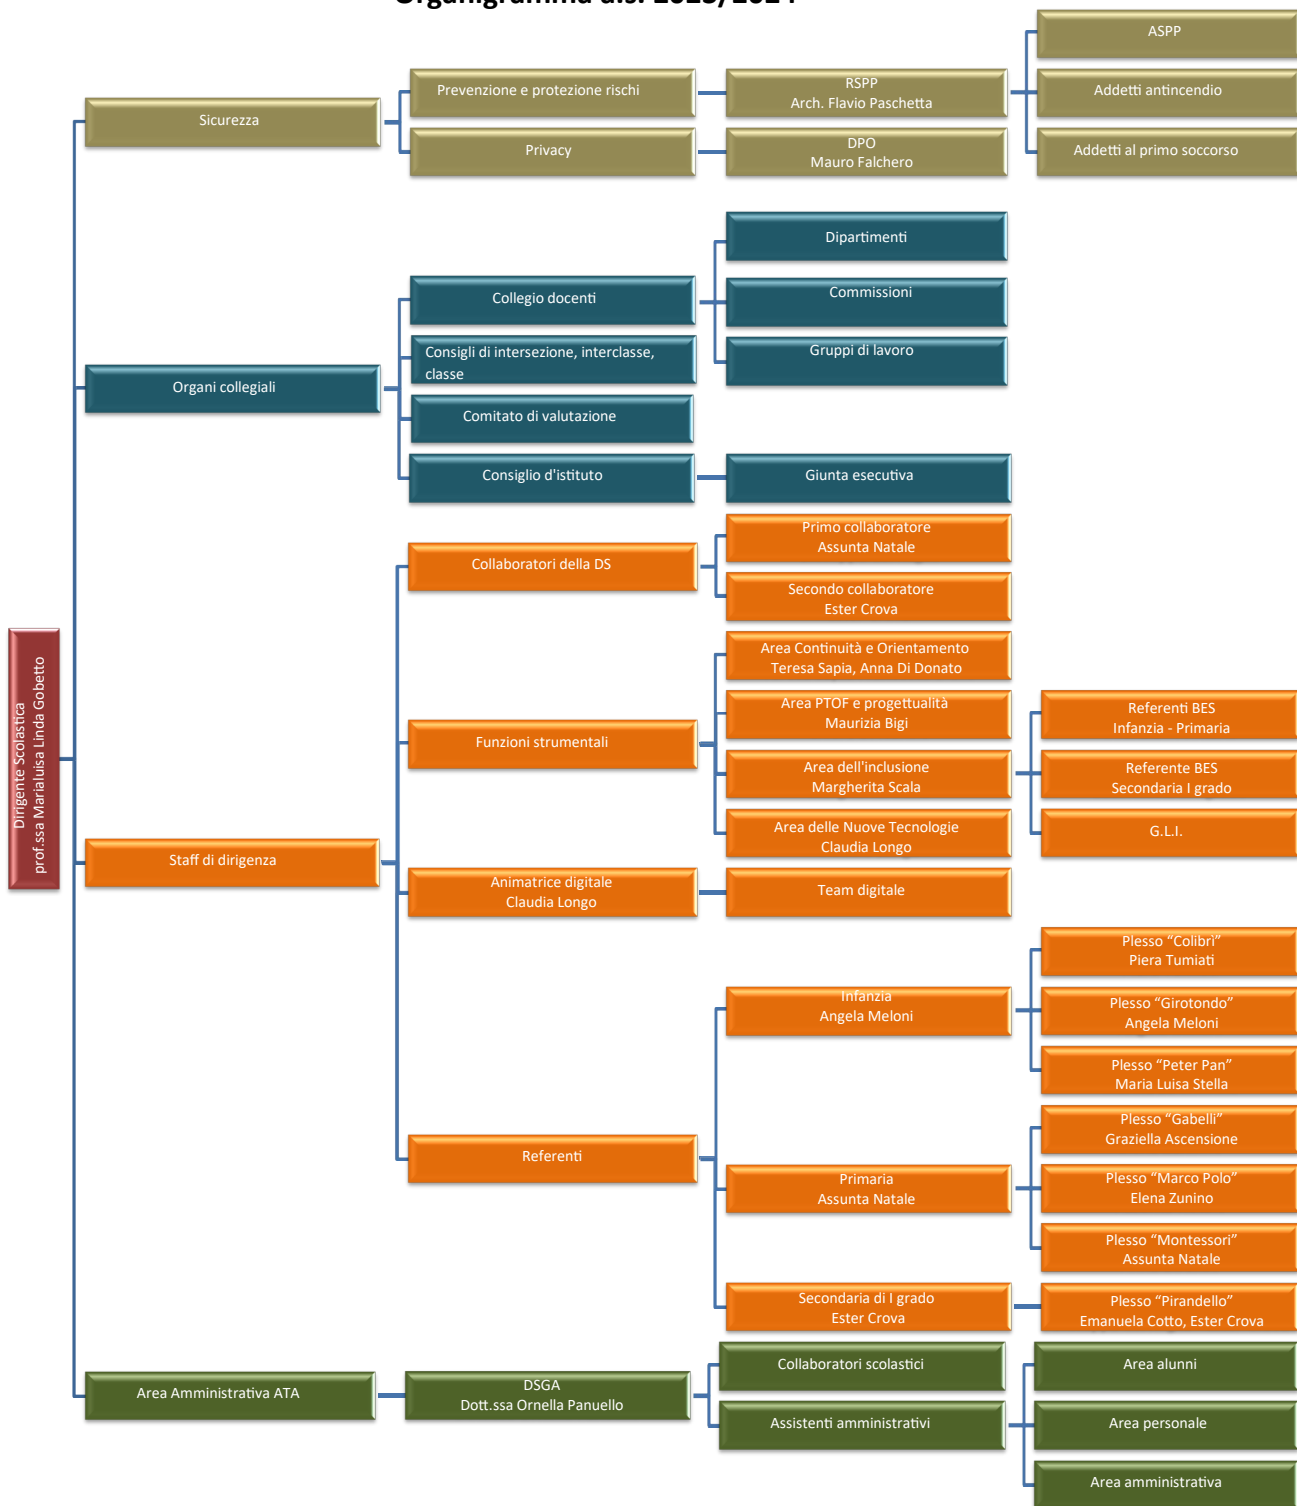 Organigramma a.s. 2023/2024
Dirigente Scolastica
prof.ssa Marialuisa Linda Gobetto
Sicurezza
Prevenzione e protezione rischi
RSPP
Arch. Flavio Paschetta
ASPP
Addetti antincendio
Addetti al primo soccorso
Privacy
DPO
Mauro Falchero
Organi collegiali
Collegio docenti
Dipartimenti
Commissioni
Gruppi di lavoro
Consigli di intersezione, interclasse,
classe
Comitato di valutazione
Consiglio d'istituto
Giunta esecutiva
Staff di dirigenza
Collaboratori della DS
Primo collaboratore
Assunta Natale
Secondo collaboratore
Ester Crova
Funzioni strumentali
Area Continuità e Orientamento
Teresa Sapia, Anna Di Donato
Area PTOF e progettualità
Maurizia Bigi
Area dell'inclusione
Margherita Scala
Referenti BES
Infanzia - Primaria
Referente BES
Secondaria I grado
G.L.I.
Area delle Nuove Tecnologie
Claudia Longo
Animatrice digitale
Claudia Longo
Team digitale
Referenti
Infanzia
Angela Meloni
Plesso “Colibrì”
Piera Tumiati
Plesso “Girotondo”
Angela Meloni
Plesso “Peter Pan”
Maria Luisa Stella
Primaria
Assunta Natale
Plesso “Gabelli”
Graziella Ascensione
Plesso “Marco Polo”
Elena Zunino
Plesso “Montessori”
Assunta Natale
Secondaria di I grado
Ester Crova
Plesso “Pirandello”
Emanuela Cotto, Ester Crova
Area Amministrativa ATA
DSGA
Dott.ssa Ornella Panuello
Collaboratori scolastici
Assistenti amministrativi
Area alunni
Area personale
Area amministrativa